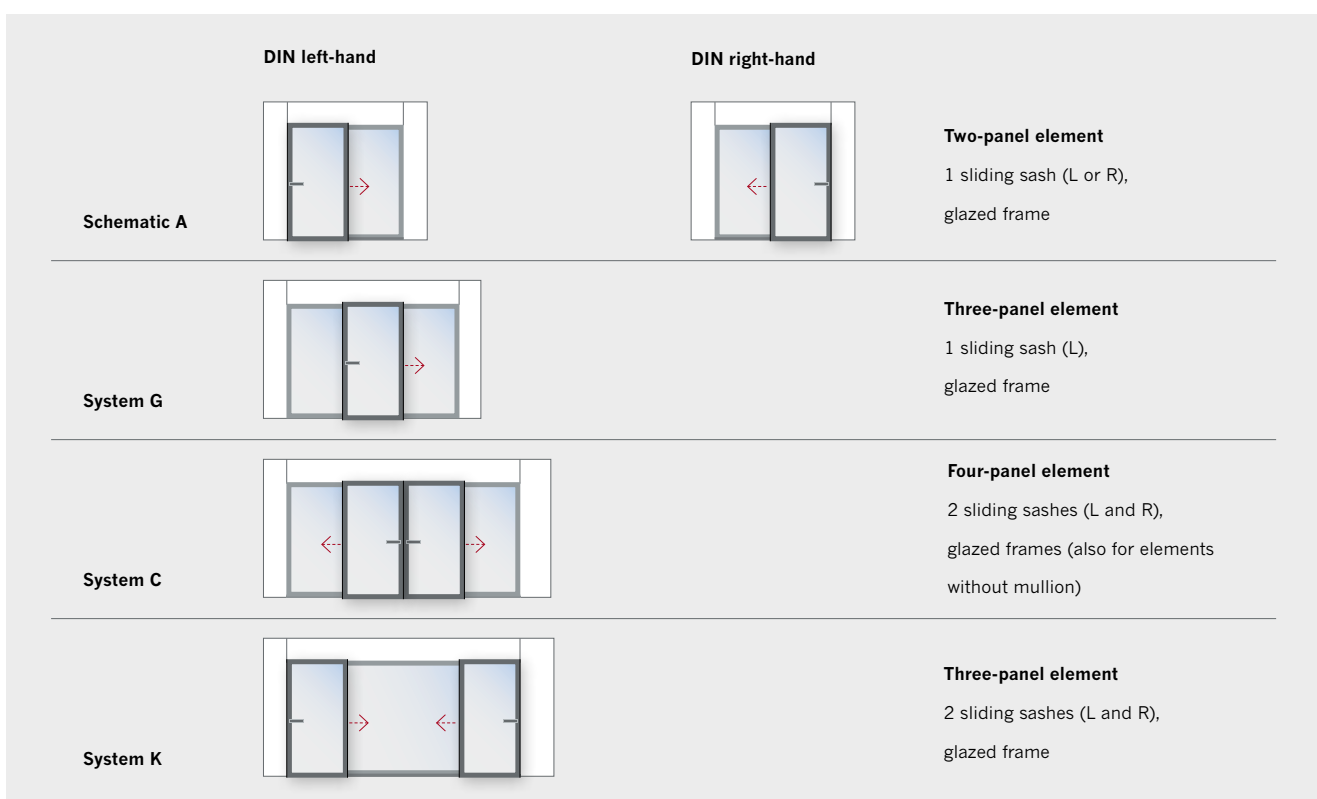 DIN left-hand
DIN right-hand
Schematic A
Two-panel element
1 sliding sash (L or R),
glazed frame
System G
Three-panel element
1 sliding sash (L),
glazed frame
System C
Four-panel element
2 sliding sashes (L and R),
glazed frames (also for elements
without mullion)
System K
Three-panel element
2 sliding sashes (L and R),
glazed frame